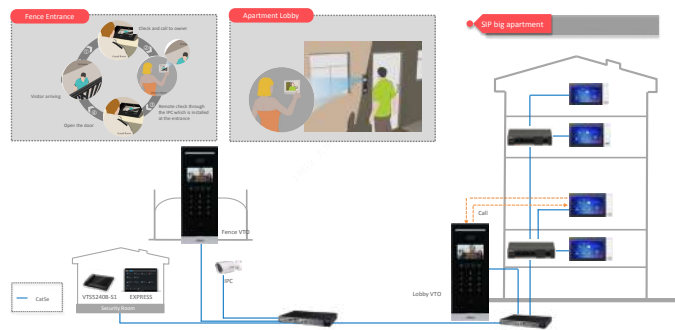 Fence Entrance
Check and call to owner
Visitor arriving
Open the door
Remote check through
the IPC which is installed
at the entrance
Apartment Lobby
SIP big apartment
Fence VTO
IPC
Call
Lobby VTO
VTS5240B-S1
EXPRESS
Security Room
Cat5e